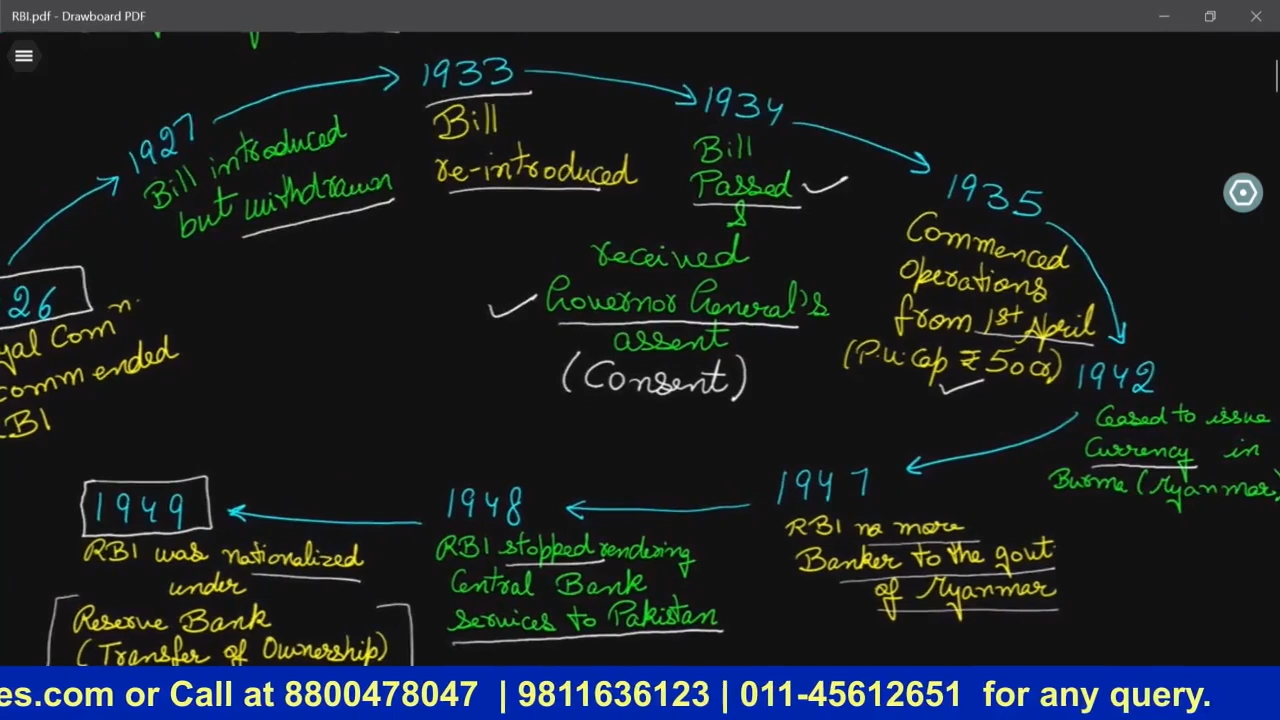 RBI.pdf - Drawboard PDF
1927
Bill introduced
but withdrawn
1933
Bill
re-introduced
1934
Bill
Passed
&
received
Governor General's
assent
(Consent)
1935
Commenced
Operations
from 1st April
(P.U.Cap ₹ 50cr)
26
yal Comn
commended
RBI
1942
Ceased to issue
Currency in
Burma (Myanmar)
1947
RBI no more
Banker to the govt
of Myanmar
1948
RBI stopped rendering
Central Bank
services to Pakistan
1949
RBI was nationalized
under
Reserve Bank
(Transfer of Ownership)
es.com or Call at 8800478047 | 9811636123 | 011-45612651 for any query.